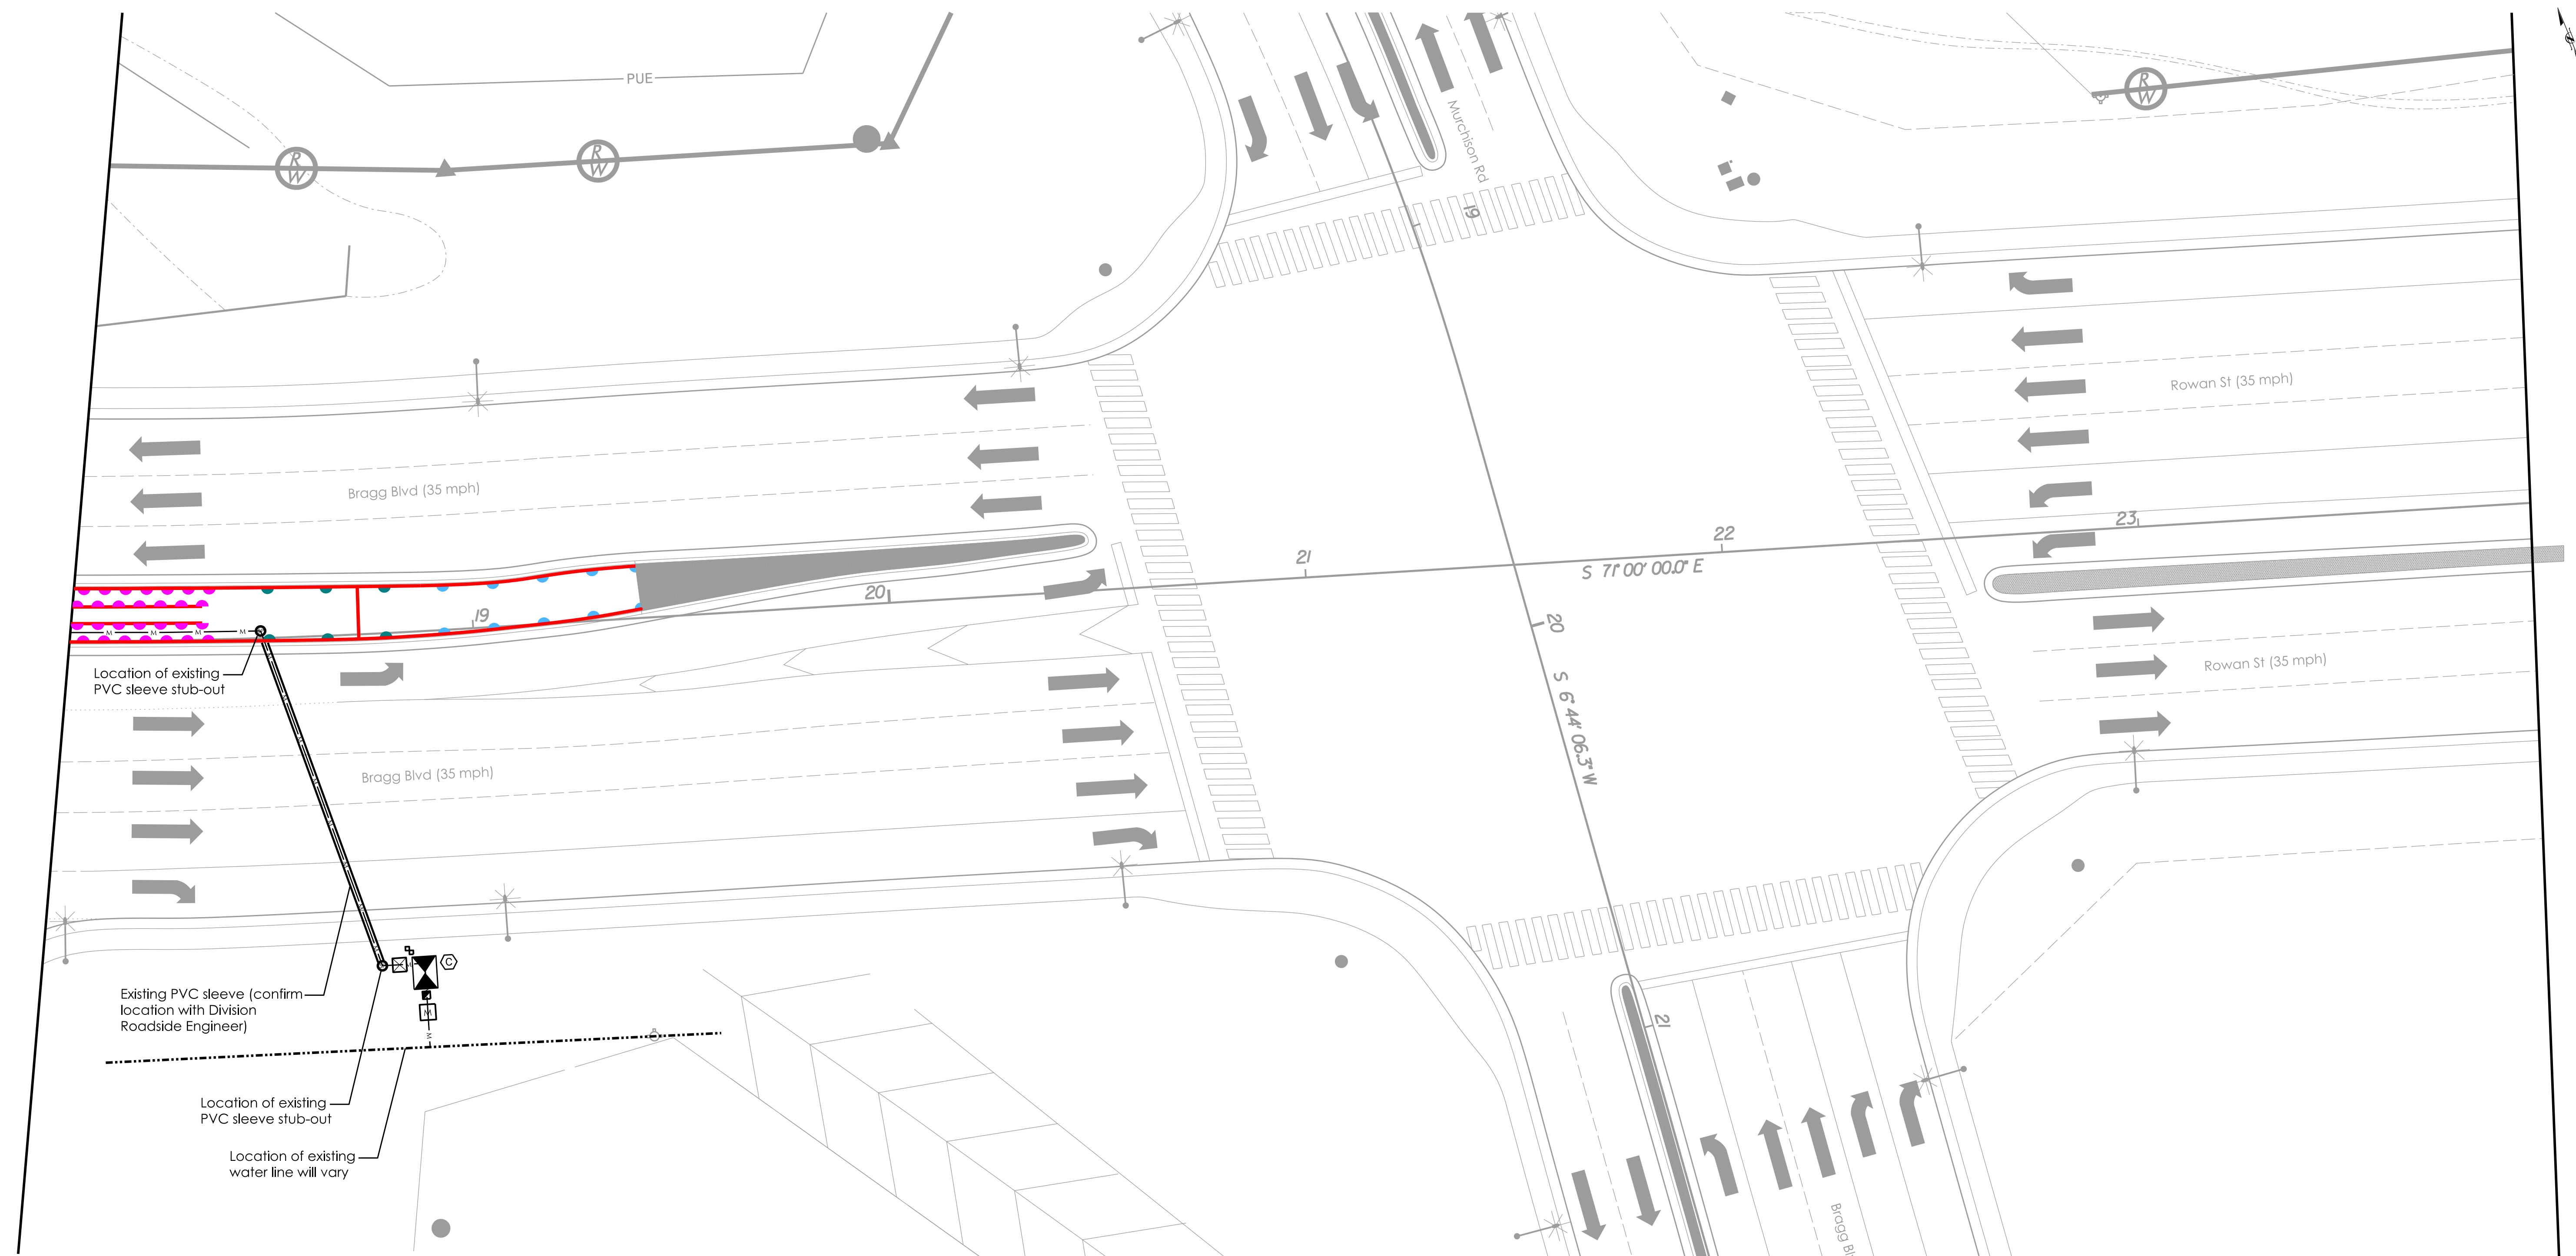 PUE
R
W
R
W
R
W
Murchison Rd
19
Rowan St (35 mph)
Bragg Blvd (35 mph)
23
22
21
S 71° 00' 00.0" E
20
19
20
M
M
M
M
Location of existing
PVC sleeve stub-out
Rowan St (35 mph)
S 6° 44' 06.3" W
Bragg Blvd (35 mph)
C
M
M
Existing PVC sleeve (confirm
location with Division
Roadside Engineer)
21
Location of existing
PVC sleeve stub-out
Location of existing
water line will vary
Bragg Bl